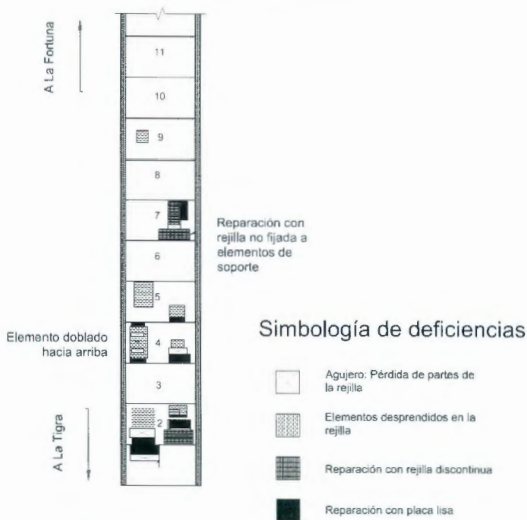 A La Fortuna
11
10
9
8
7
Reparación con
rejilla no fijada a
elementos de
soporte
6
5
Elemento doblado
hacia arriba
4
3
2
1
A La Tigra
Simbología de deficiencias
Agujero: Pérdida de partes de
la rejilla
Elementos desprendidos en la
rejilla
Reparación con rejilla discontinua
Reparación con placa lisa